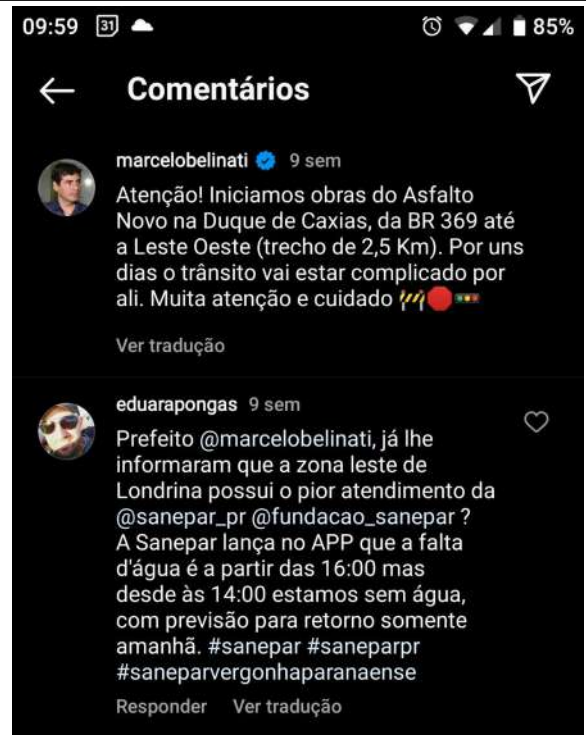 09:59 31 85%
Comentários
marcelobelinati 9 sem
Atenção! Iniciamos obras do Asfalto
Novo na Duque de Caxias, da BR 369 até
a Leste Oeste (trecho de 2,5 Km). Por uns
dias o trânsito vai estar complicado por
ali. Muita atenção e cuidado 🚧🛑🚥
Ver tradução
eduarapongas 9 sem
Prefeito @marcelobelinati, já lhe
informaram que a zona leste de
Londrina possui o pior atendimento da
@sanepar_pr @fundacao_sanepar ?
A Sanepar lança no APP que a falta
d'água é a partir das 16:00 mas
desde às 14:00 estamos sem água,
com previsão para retorno somente
amanhã. #sanepar #saneparpr
#saneparvergonhaparanaense
Responder Ver tradução